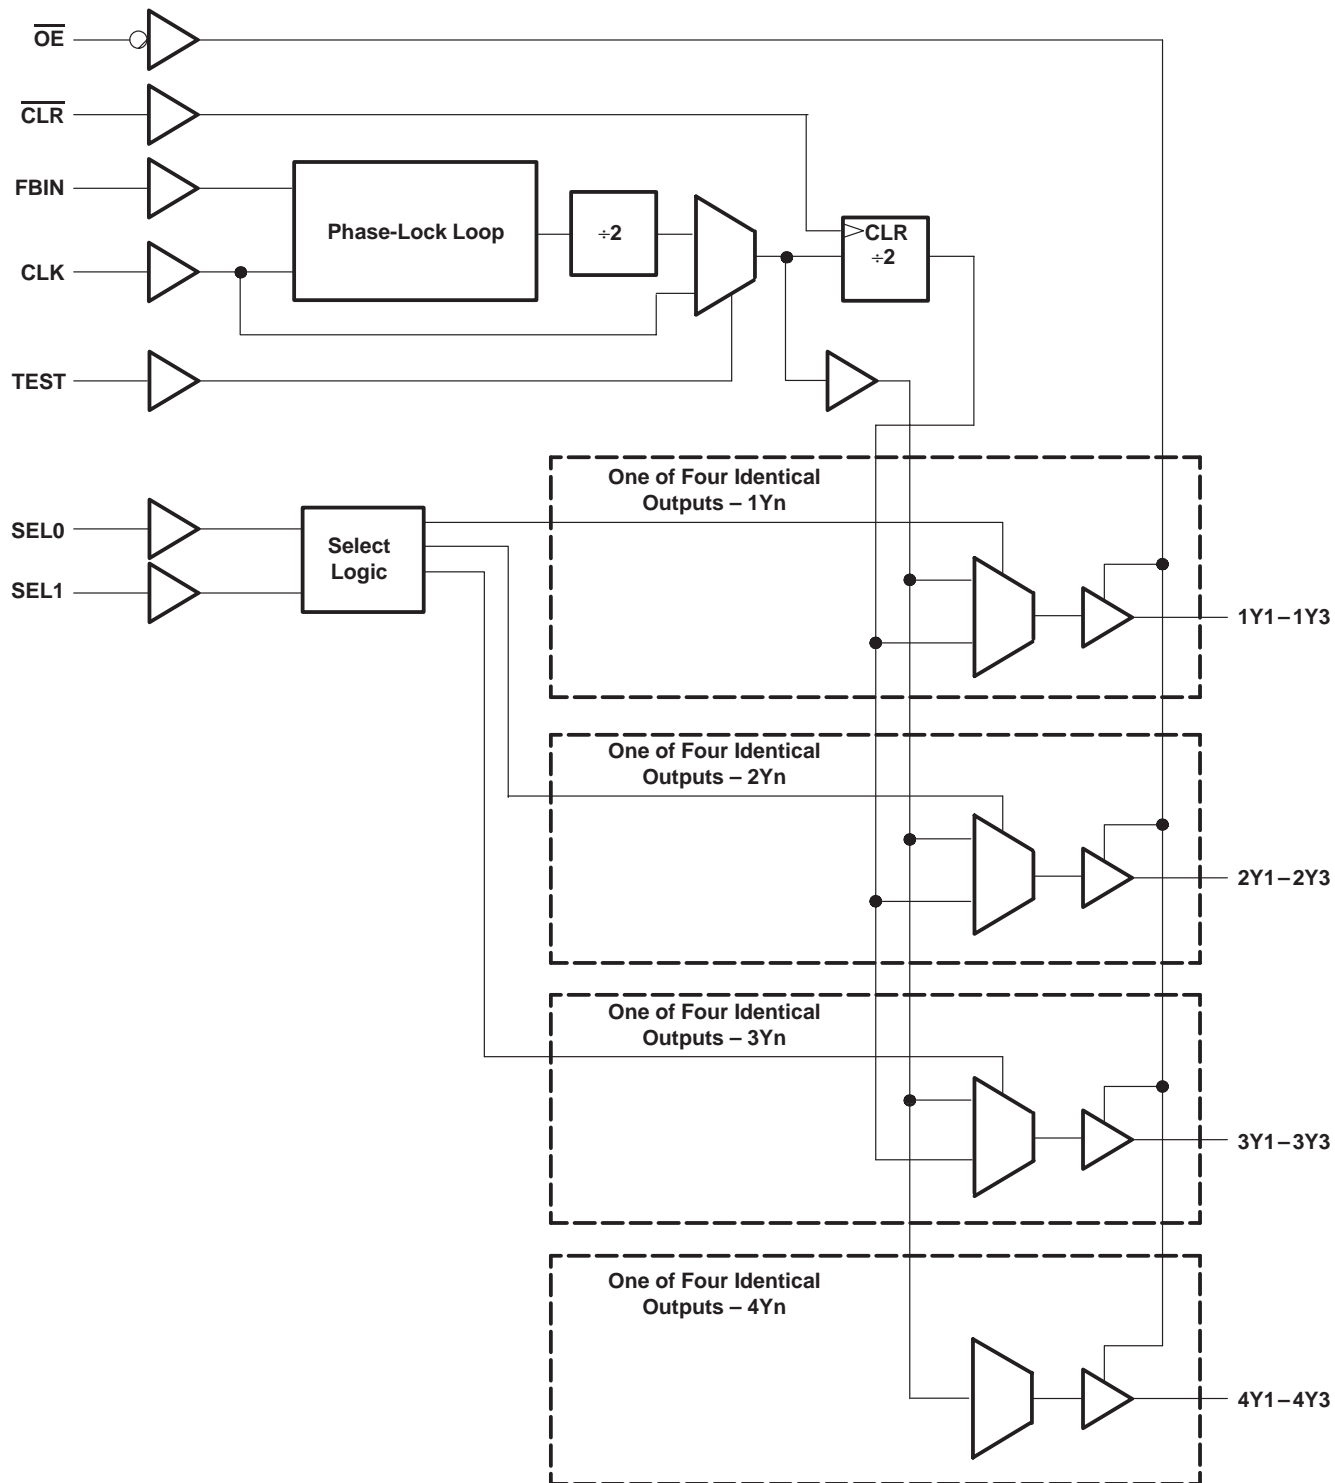 O̅E̅
C̅L̅R̅
FBIN
Phase-Lock Loop
÷2
CLR
÷2
CLK
TEST
One of Four Identical
Outputs – 1Yn
SEL0
Select
Logic
SEL1
1Y1–1Y3
One of Four Identical
Outputs – 2Yn
2Y1–2Y3
One of Four Identical
Outputs – 3Yn
3Y1–3Y3
One of Four Identical
Outputs – 4Yn
4Y1–4Y3